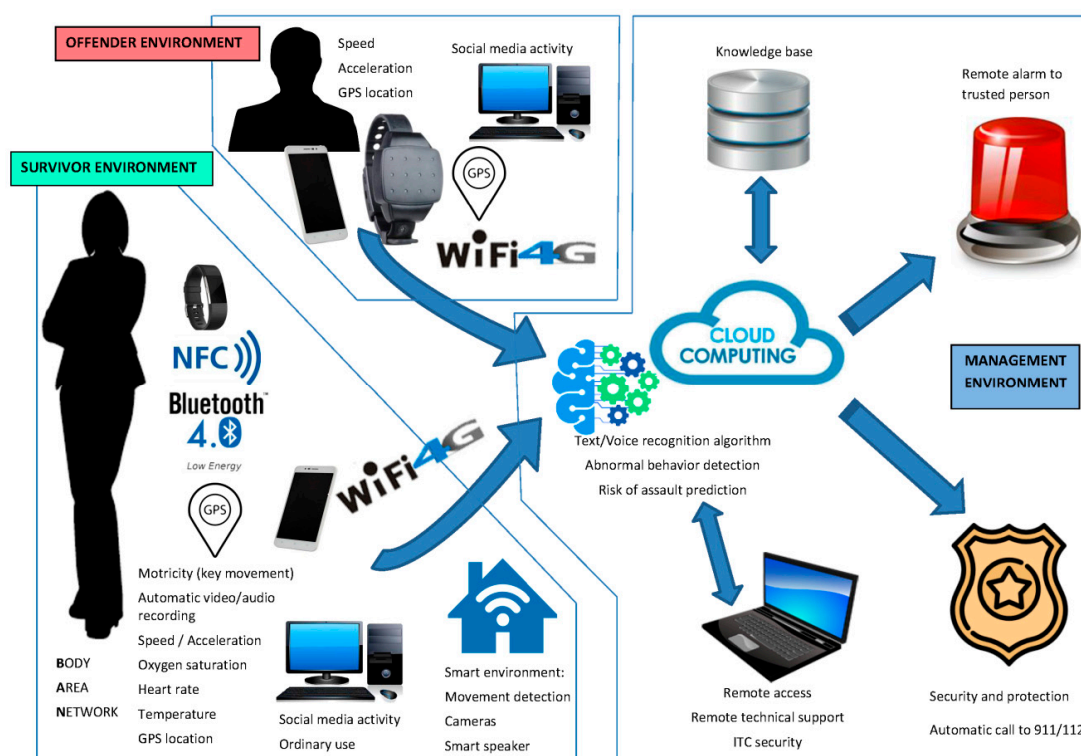 OFFENDER ENVIRONMENT
Speed
Acceleration
GPS location
Social media activity
GPS
WiFi4G
SURVIVOR ENVIRONMENT
NFC
Bluetooth™
4.0
Low Energy
GPS
WiFi4G
Motricity (key movement)
Automatic video/audio
recording
Speed / Acceleration
Oxygen saturation
Heart rate
Temperature
GPS location
BODY
AREA
NETWORK
Social media activity
Ordinary use
Smart environment:
Movement detection
Cameras
Smart speaker
Knowledge base
Remote alarm to
trusted person
CLOUD
COMPUTING
MANAGEMENT
ENVIRONMENT
Text/Voice recognition algorithm
Abnormal behavior detection
Risk of assault prediction
Remote access
Remote technical support
ITC security
Security and protection
Automatic call to 911/112